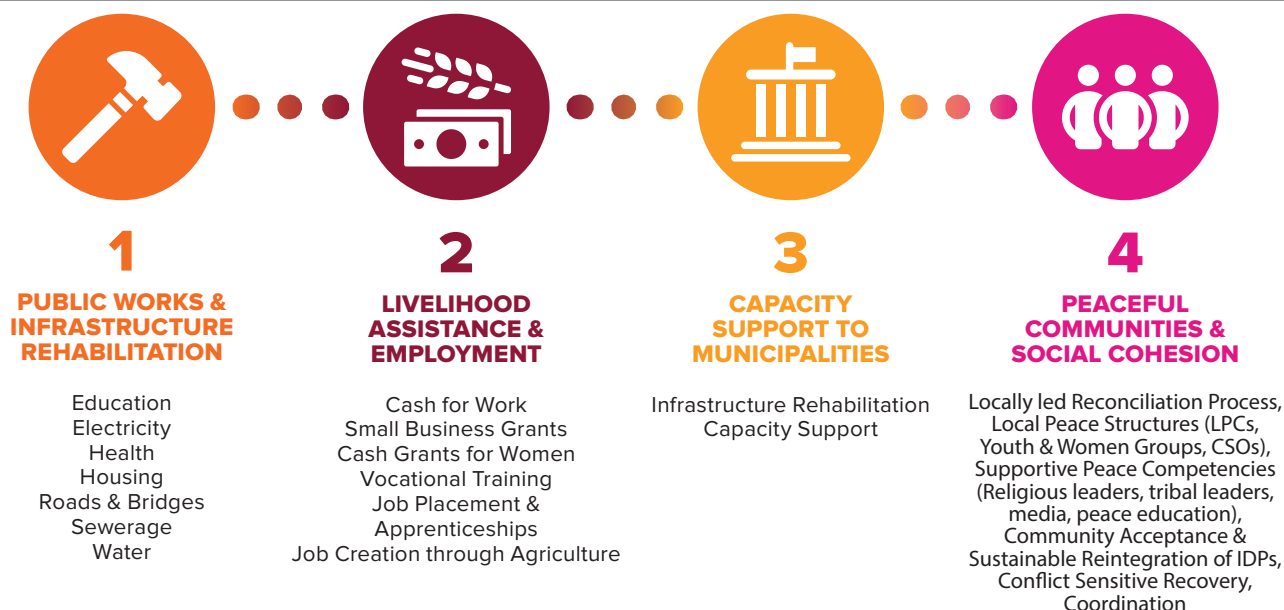 1
PUBLIC WORKS &
INFRASTRUCTURE
REHABILITATION
Education
Electricity
Health
Housing
Roads & Bridges
Sewerage
Water
2
LIVELIHOOD
ASSISTANCE &
EMPLOYMENT
Cash for Work
Small Business Grants
Cash Grants for Women
Vocational Training
Job Placement &
Apprenticeships
Job Creation through Agriculture
3
CAPACITY
SUPPORT TO
MUNICIPALITIES
Infrastructure Rehabilitation
Capacity Support
4
PEACEFUL
COMMUNITIES &
SOCIAL COHESION
Locally led Reconciliation Process,
Local Peace Structures (LPCs,
Youth & Women Groups, CSOs),
Supportive Peace Competencies
(Religious leaders, tribal leaders,
media, peace education),
Community Acceptance &
Sustainable Reintegration of IDPs,
Conflict Sensitive Recovery,
Coordination